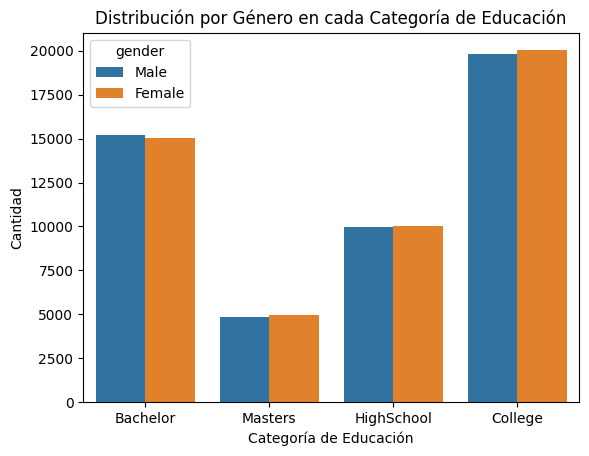 Distribución por Género en cada Categoría de Educación
gender
Male
Female
20000
17500
15000
12500
10000
7500
5000
2500
0
Cantidad
Bachelor Masters HighSchool College
Categoría de Educación